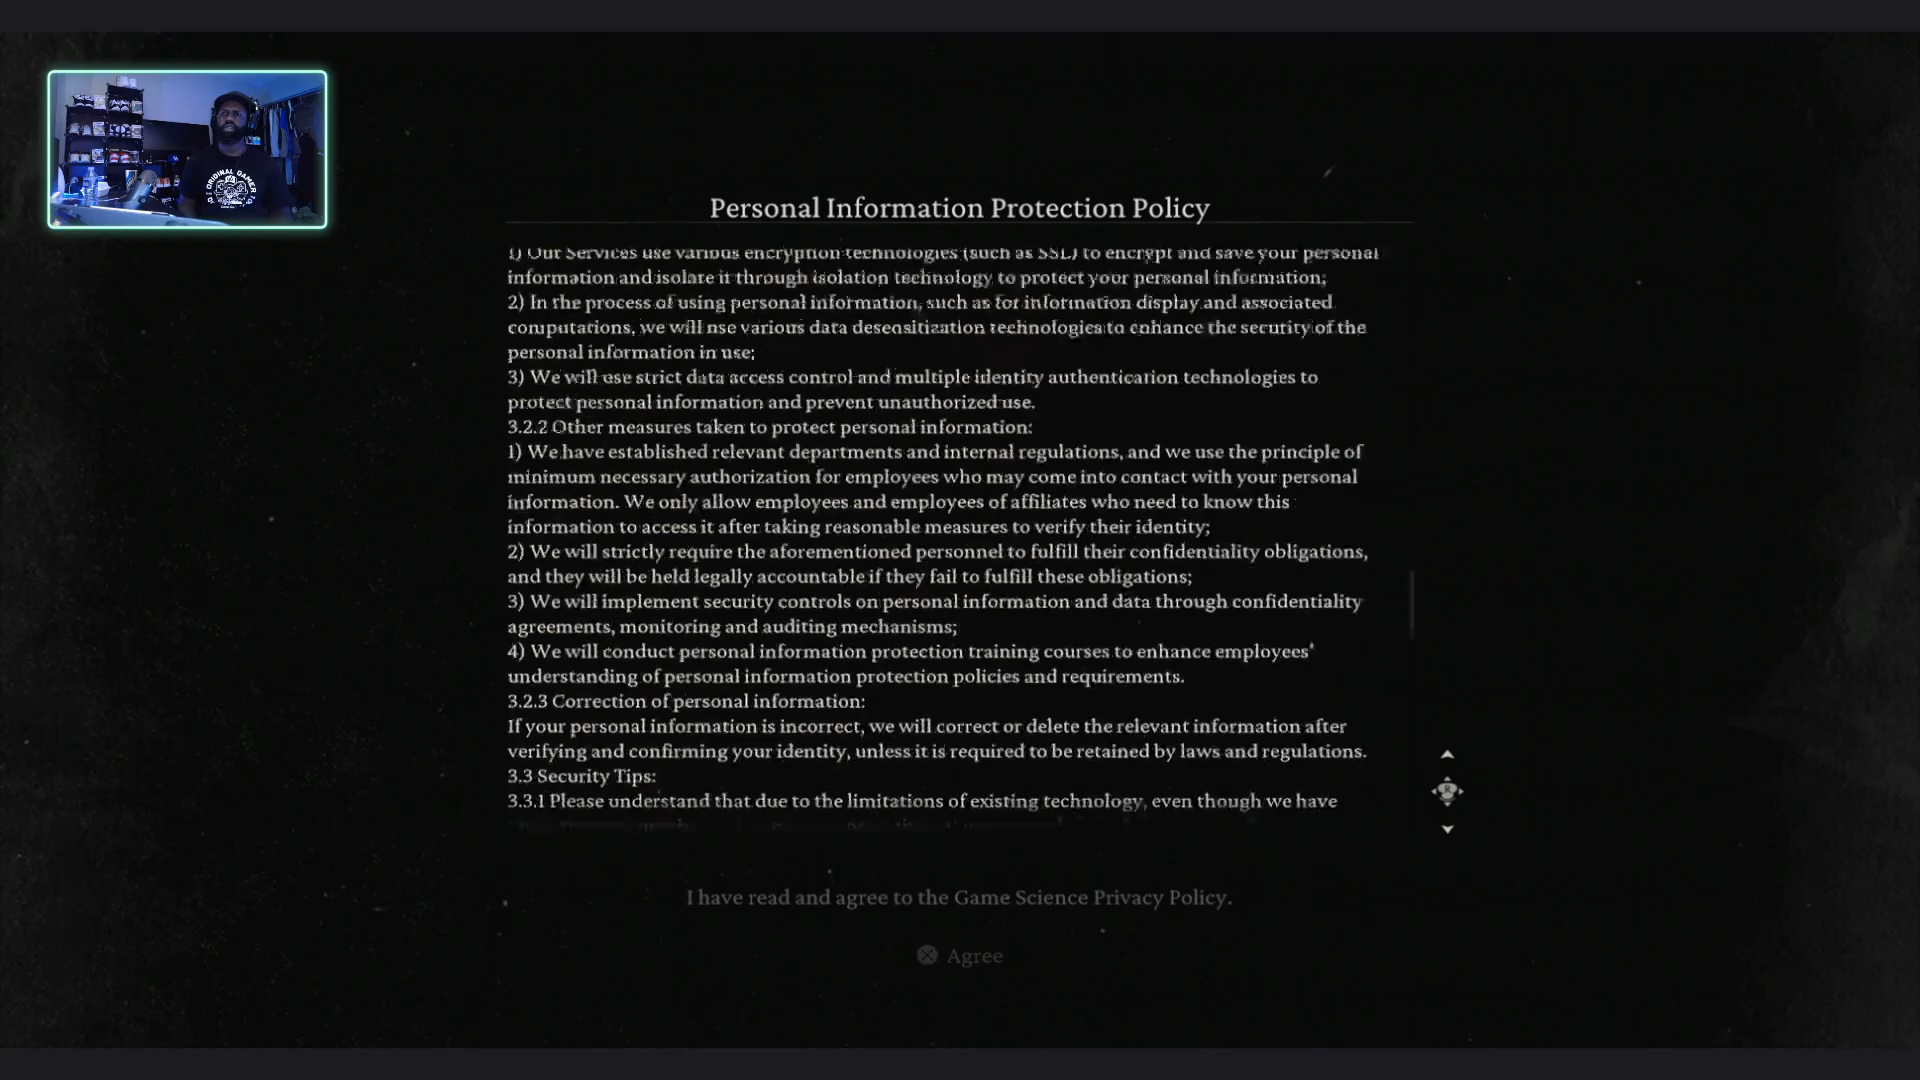 ORIGINAL GAMER
Personal Information Protection Policy
1) Our Services use various encryption technologies (such as SSL) to encrypt and save your personal
information and isolate it through isolation technology to protect your personal information;
2) In the process of using personal information, such as for information display and associated
computations, we will use various data desensitization technologies to enhance the security of the
personal information in use;
3) We will use strict data access control and multiple identity authentication technologies to
protect personal information and prevent unauthorized use.
3.2.2 Other measures taken to protect personal information:
1) We have established relevant departments and internal regulations, and we use the principle of
minimum necessary authorization for employees who may come into contact with your personal
information. We only allow employees and employees of affiliates who need to know this
information to access it after taking reasonable measures to verify their identity;
2) We will strictly require the aforementioned personnel to fulfill their confidentiality obligations,
and they will be held legally accountable if they fail to fulfill these obligations;
3) We will implement security controls on personal information and data through confidentiality
agreements, monitoring and auditing mechanisms;
4) We will conduct personal information protection training courses to enhance employees'
understanding of personal information protection policies and requirements.
3.2.3 Correction of personal information:
If your personal information is incorrect, we will correct or delete the relevant information after
verifying and confirming your identity, unless it is required to be retained by laws and regulations.
3.3 Security Tips:
3.3.1 Please understand that due to the limitations of existing technology, even though we have
R
I have read and agree to the Game Science Privacy Policy.
Agree